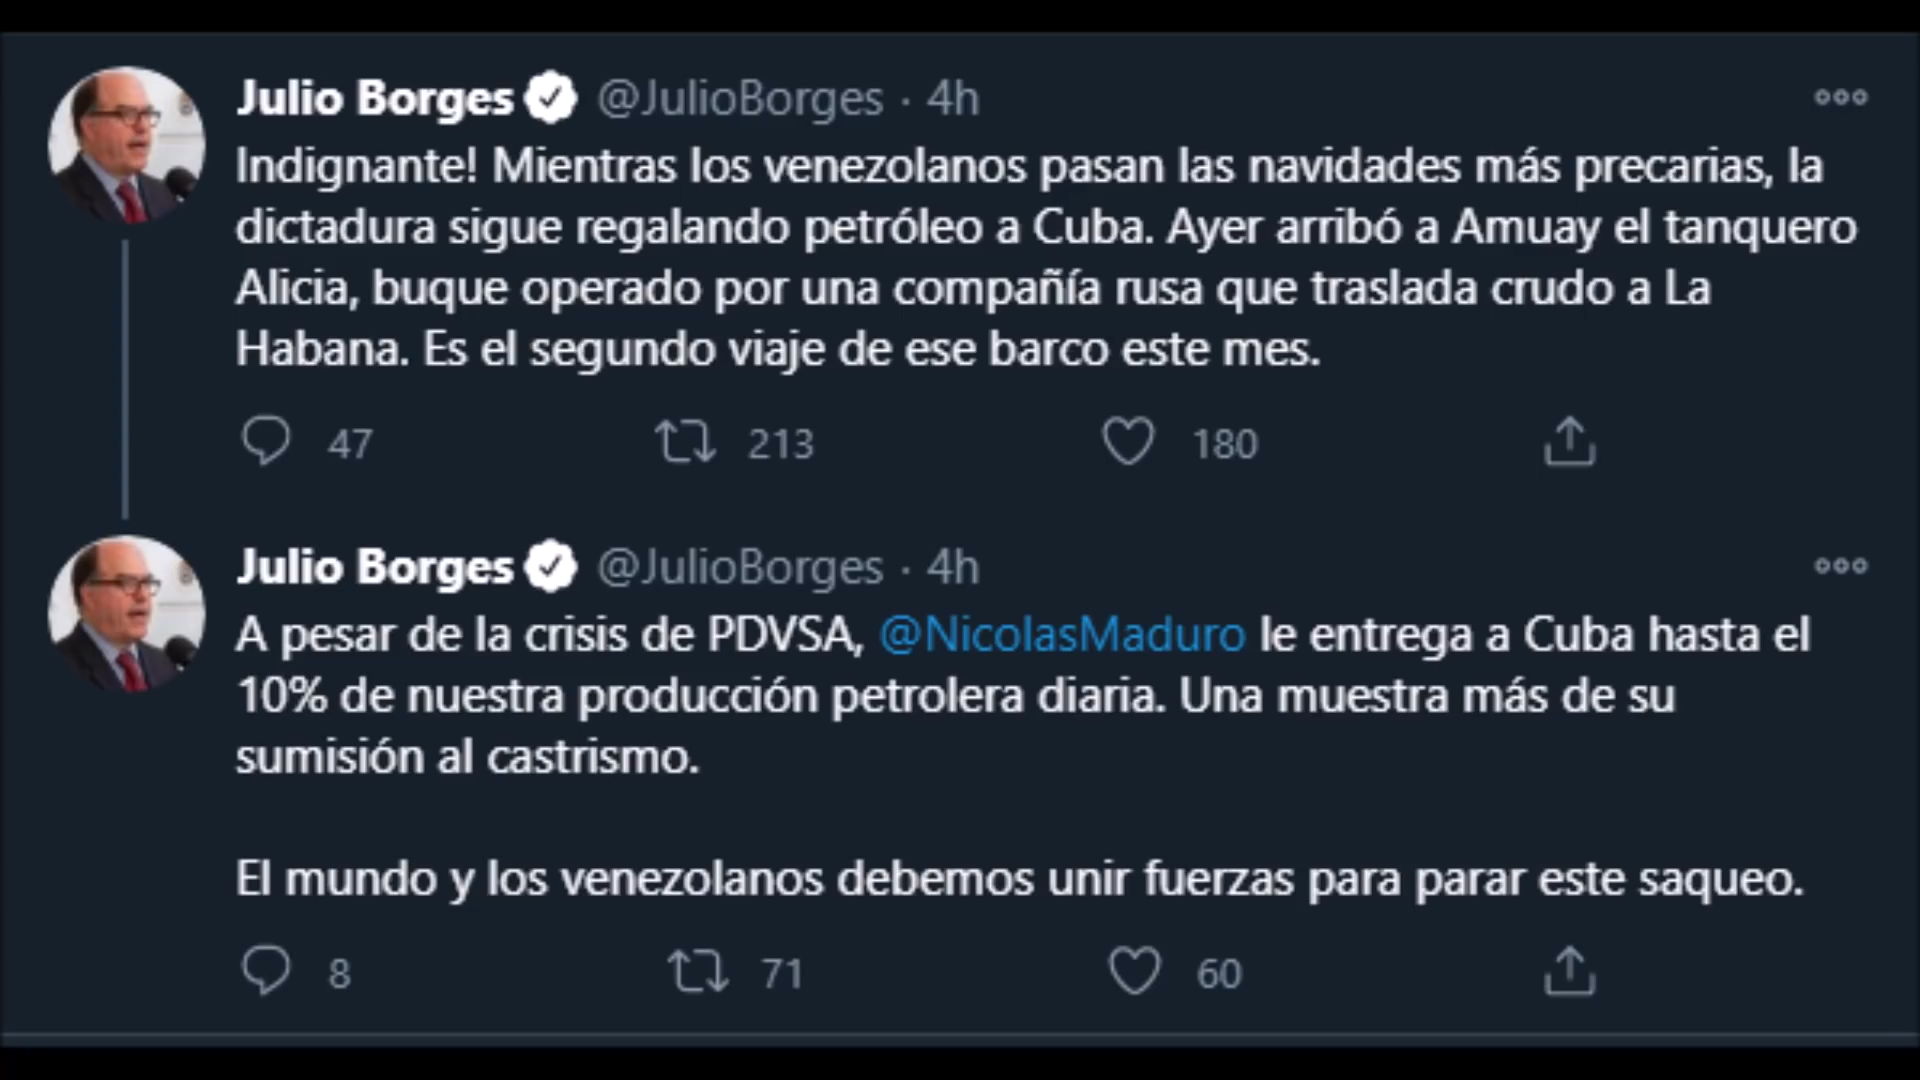 Julio Borges @JulioBorges · 4h
Indignante! Mientras los venezolanos pasan las navidades más precarias, la
dictadura sigue regalando petróleo a Cuba. Ayer arribó a Amuay el tanquero
Alicia, buque operado por una compañía rusa que traslada crudo a La
Habana. Es el segundo viaje de ese barco este mes.
47 213 180
Julio Borges @JulioBorges · 4h
A pesar de la crisis de PDVSA, @NicolasMaduro le entrega a Cuba hasta el
10% de nuestra producción petrolera diaria. Una muestra más de su
sumisión al castrismo.
El mundo y los venezolanos debemos unir fuerzas para parar este saqueo.
8 71 60